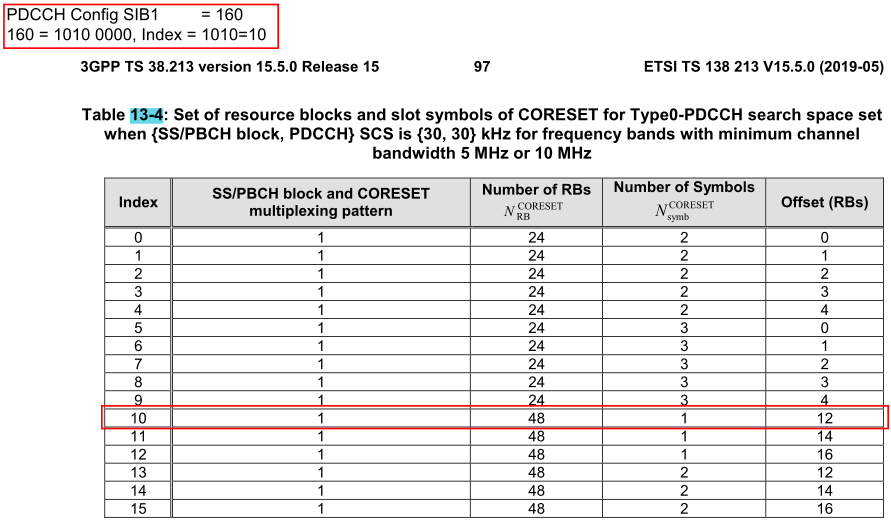 PDCCH Config SIB1 = 160
160 = 1010 0000, Index = 1010=10
3GPP TS 38.213 version 15.5.0 Release 15 97 ETSI TS 138 213 V15.5.0 (2019-05)
Table 13-4: Set of resource blocks and slot symbols of CORESET for Type0-PDCCH search space set
when {SS/PBCH block, PDCCH} SCS is {30, 30} kHz for frequency bands with minimum channel
bandwidth 5 MHz or 10 MHz
Index SS/PBCH block and CORESET multiplexing pattern Number of RBs N_RB^CORESET Number of Symbols N_symb^CORESET Offset (RBs)
0 1 24 2 0
1 1 24 2 1
2 1 24 2 2
3 1 24 2 3
4 1 24 2 4
5 1 24 3 0
6 1 24 3 1
7 1 24 3 2
8 1 24 3 3
9 1 24 3 4
10 1 48 1 12
11 1 48 1 14
12 1 48 1 16
13 1 48 2 12
14 1 48 2 14
15 1 48 2 16